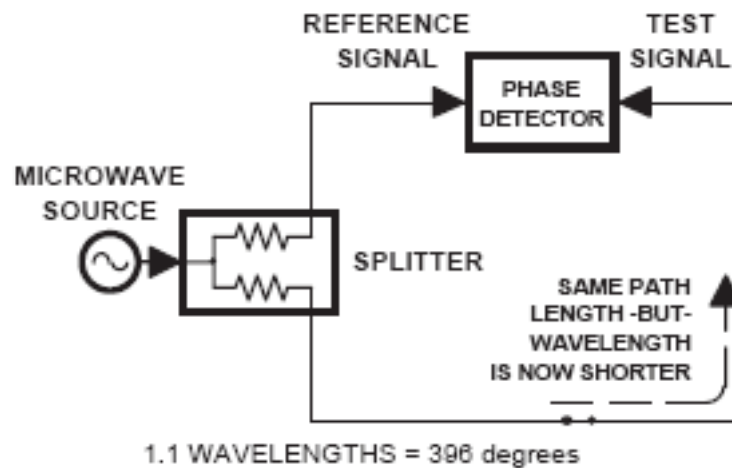 REFERENCE
SIGNAL
TEST
SIGNAL
PHASE
DETECTOR
MICROWAVE
SOURCE
SPLITTER
SAME PATH
LENGTH -BUT-
WAVELENGTH
IS NOW SHORTER
1.1 WAVELENGTHS = 396 degrees